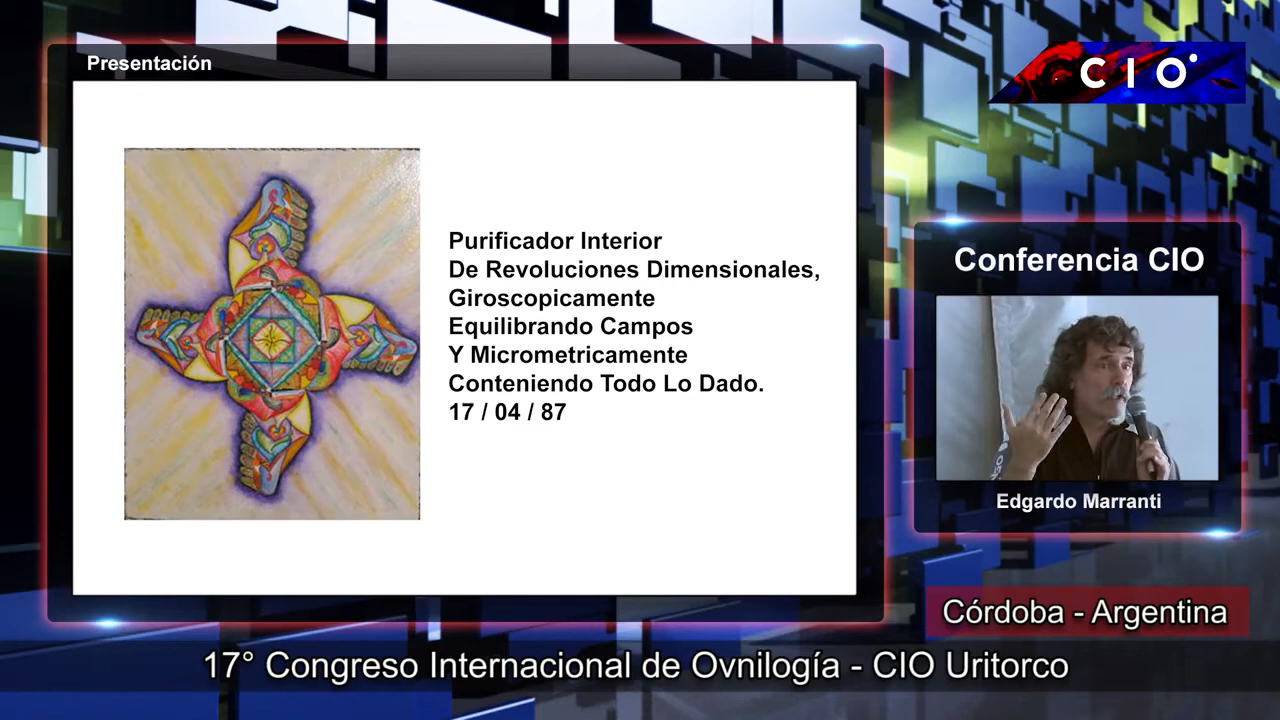 Presentación
CIO
Purificador Interior
De Revoluciones Dimensionales,
Giroscopicamente
Equilibrando Campos
Y Micrometricamente
Conteniendo Todo Lo Dado.
17 / 04 / 87
Conferencia CIO
Edgardo Marranti
Córdoba - Argentina
17° Congreso Internacional de Ovnilogía - CIO Uritorco